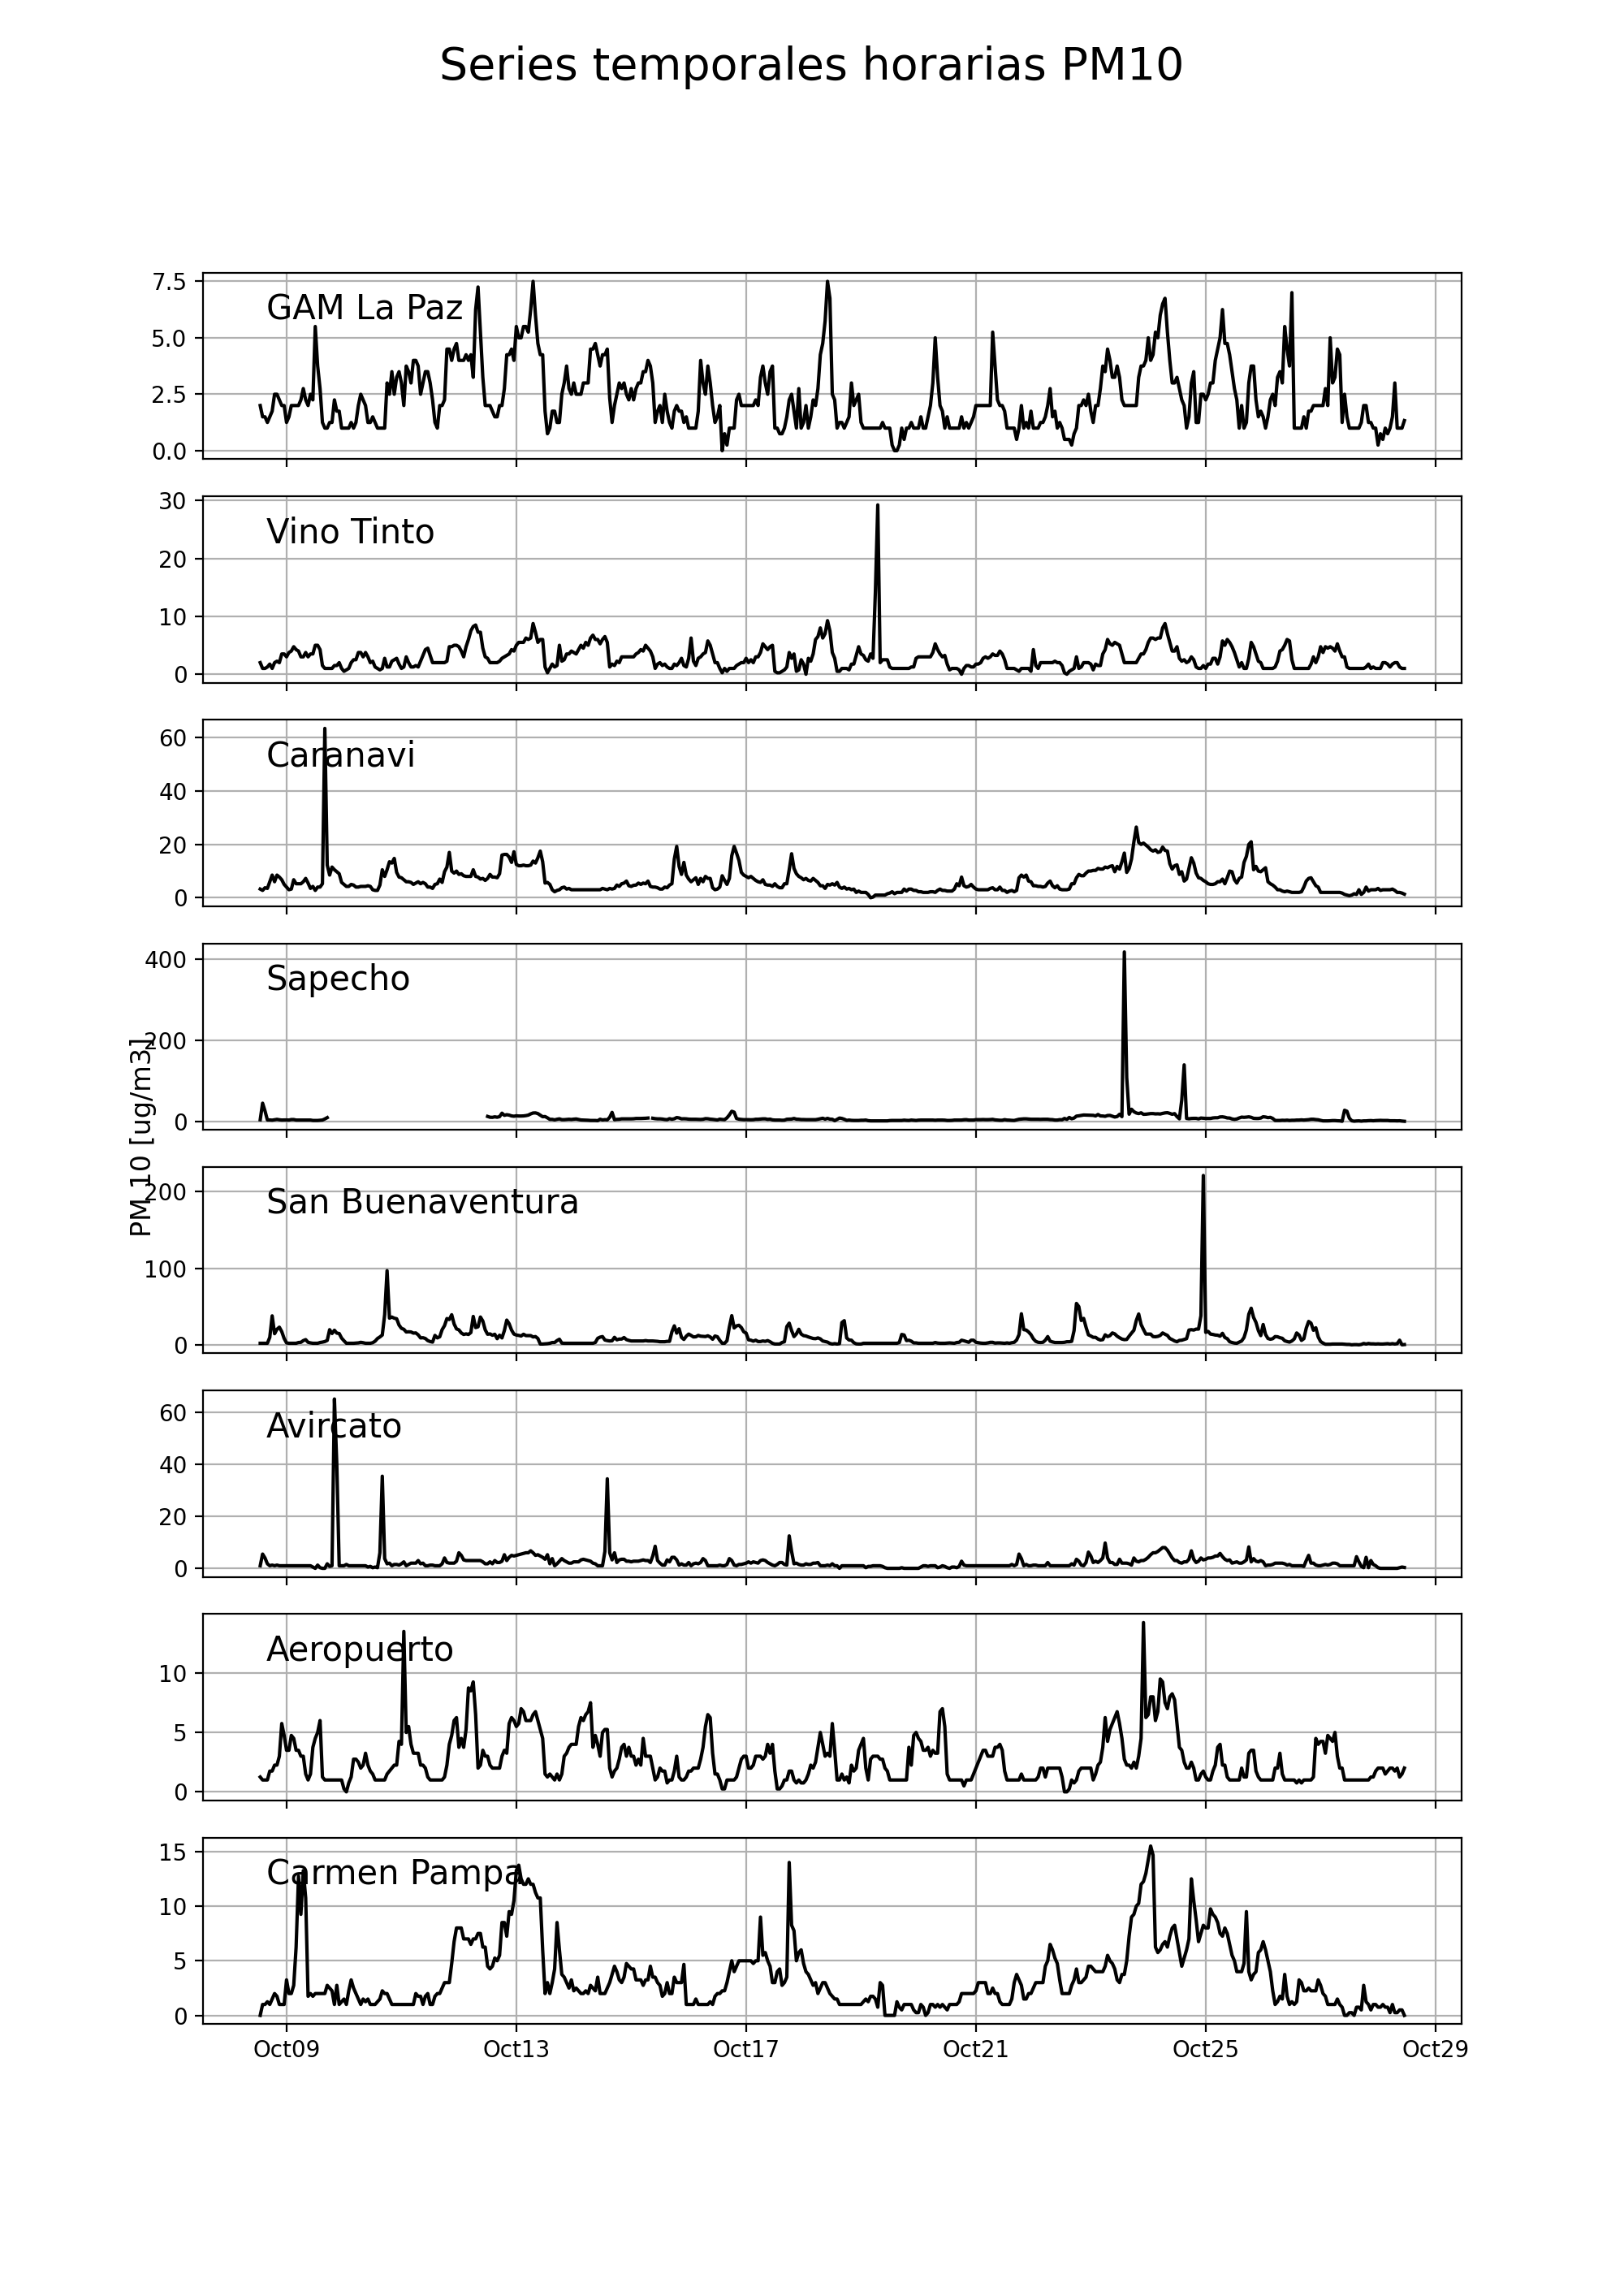 Series temporales horarias PM10
7.5
GAM La Paz
5.0
2.5
0.0
30
Vino Tinto
20
10
0
60
Caranavi
40
20
0
400
Sapecho
200
0
PM 10 [ug/m3]
200
San Buenaventura
100
0
60
Avircato
40
20
0
Aeropuerto
10
5
0
15
Carmen Pampa
10
5
0
Oct09 Oct13 Oct17 Oct21 Oct25 Oct29